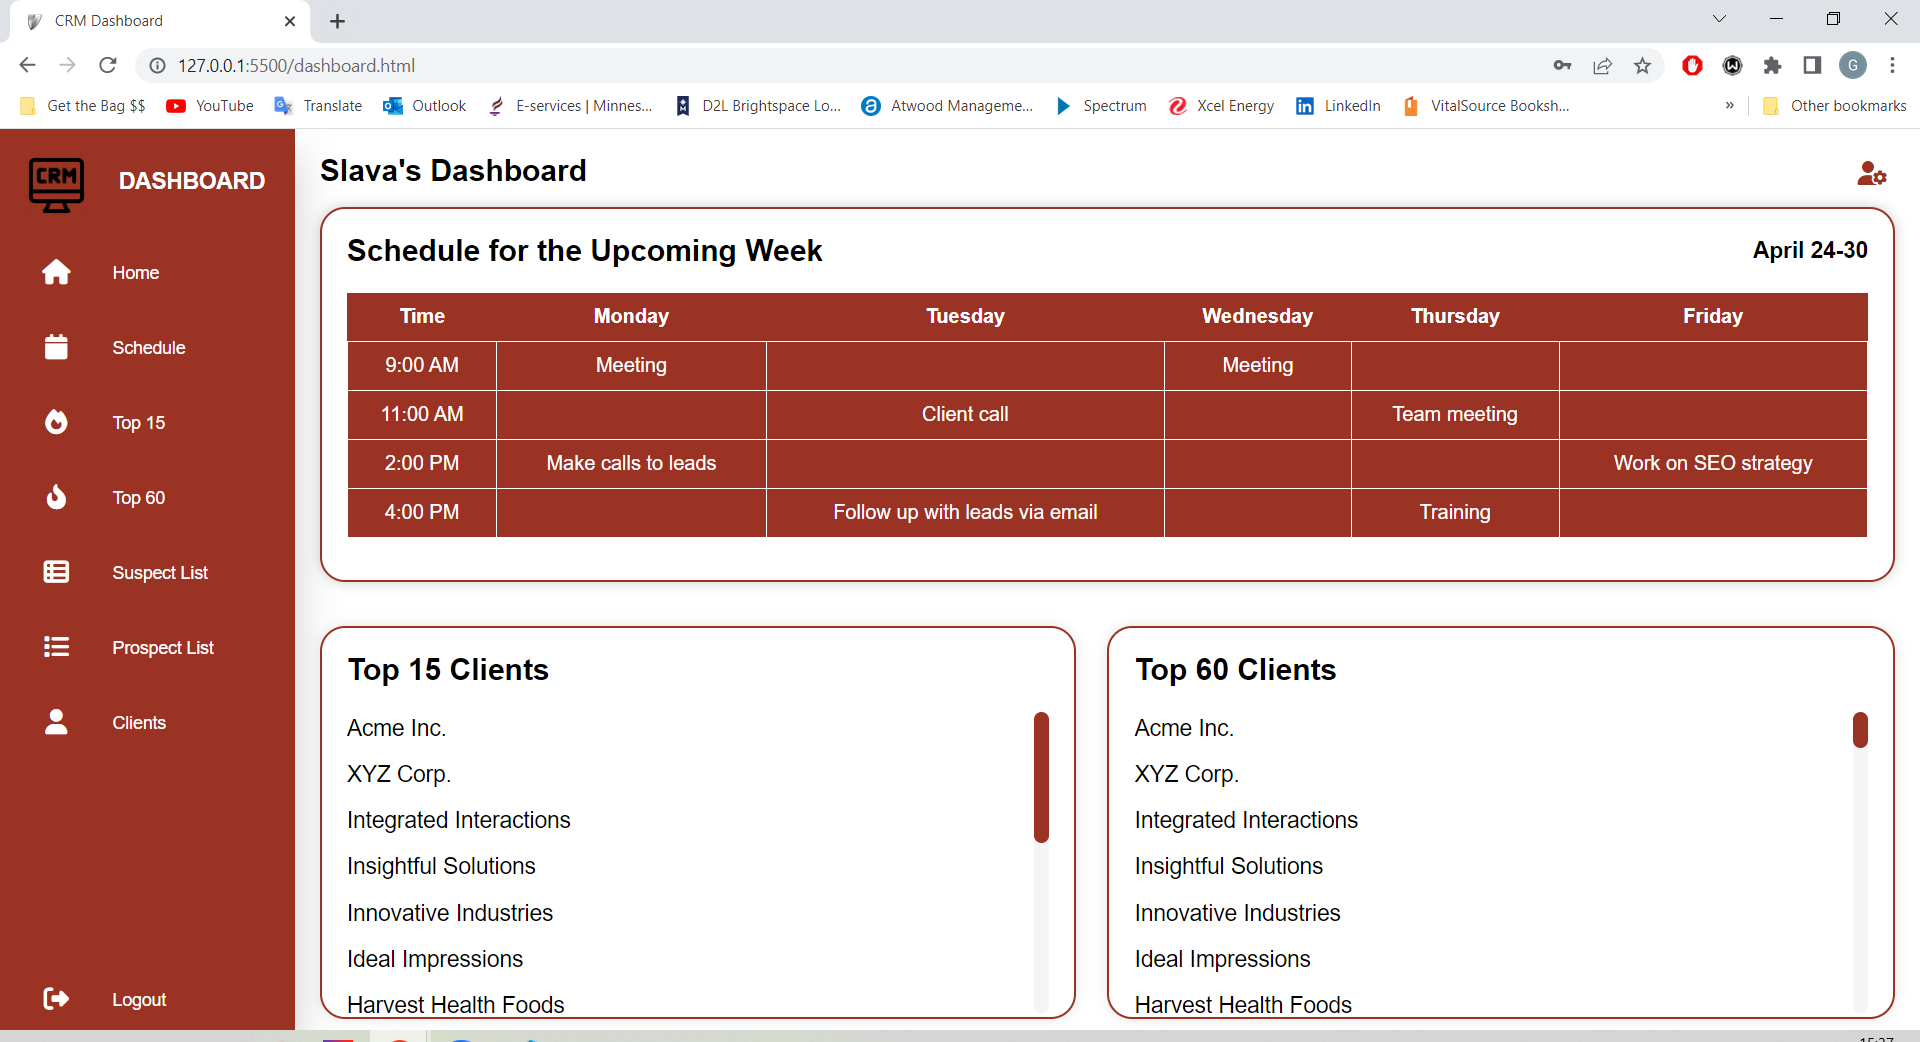 CRM Dashboard
127.0.0.1:5500/dashboard.html
G
Get the Bag $$ YouTube Translate Outlook E-services | Minnes... D2L Brightspace Lo... Atwood Manageme... Spectrum Xcel Energy LinkedIn VitalSource Booksh... » Other bookmarks
CRM DASHBOARD
Home
Schedule
Top 15
Top 60
Suspect List
Prospect List
Clients
Logout
Slava's Dashboard
Schedule for the Upcoming Week April 24-30
Time Monday Tuesday Wednesday Thursday Friday
9:00 AM Meeting Meeting
11:00 AM Client call Team meeting
2:00 PM Make calls to leads Work on SEO strategy
4:00 PM Follow up with leads via email Training
Top 15 Clients
Acme Inc.
XYZ Corp.
Integrated Interactions
Insightful Solutions
Innovative Industries
Ideal Impressions
Harvest Health Foods
Top 60 Clients
Acme Inc.
XYZ Corp.
Integrated Interactions
Insightful Solutions
Innovative Industries
Ideal Impressions
Harvest Health Foods